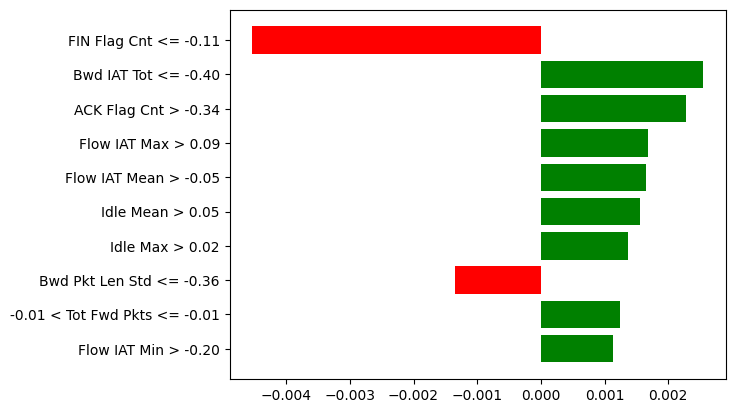 FIN Flag Cnt <= -0.11
Bwd IAT Tot <= -0.40
ACK Flag Cnt > -0.34
Flow IAT Max > 0.09
Flow IAT Mean > -0.05
Idle Mean > 0.05
Idle Max > 0.02
Bwd Pkt Len Std <= -0.36
-0.01 < Tot Fwd Pkts <= -0.01
Flow IAT Min > -0.20
−0.004 −0.003 −0.002 −0.001 0.000 0.001 0.002